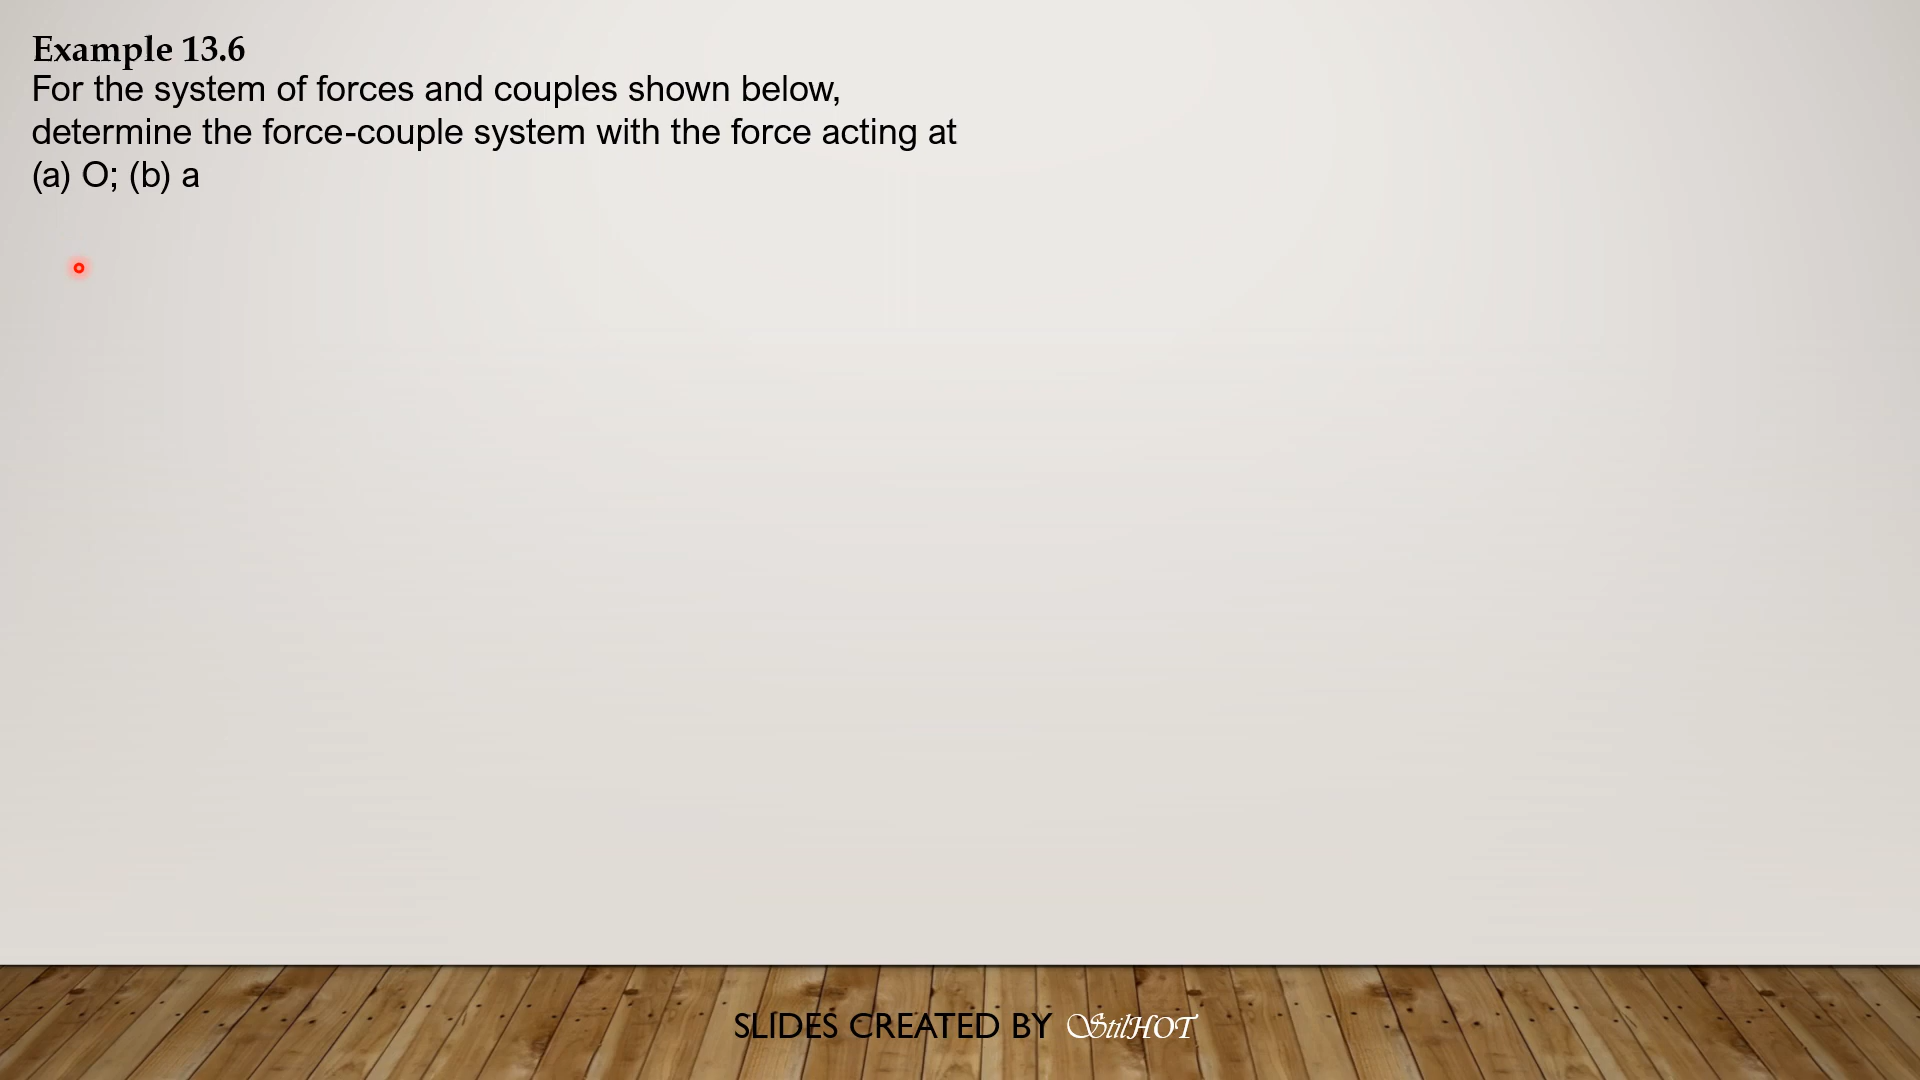 Example 13.6
For the system of forces and couples shown below,
determine the force-couple system with the force acting at
(a) O; (b) a
SLIDES CREATED BY StilHOT